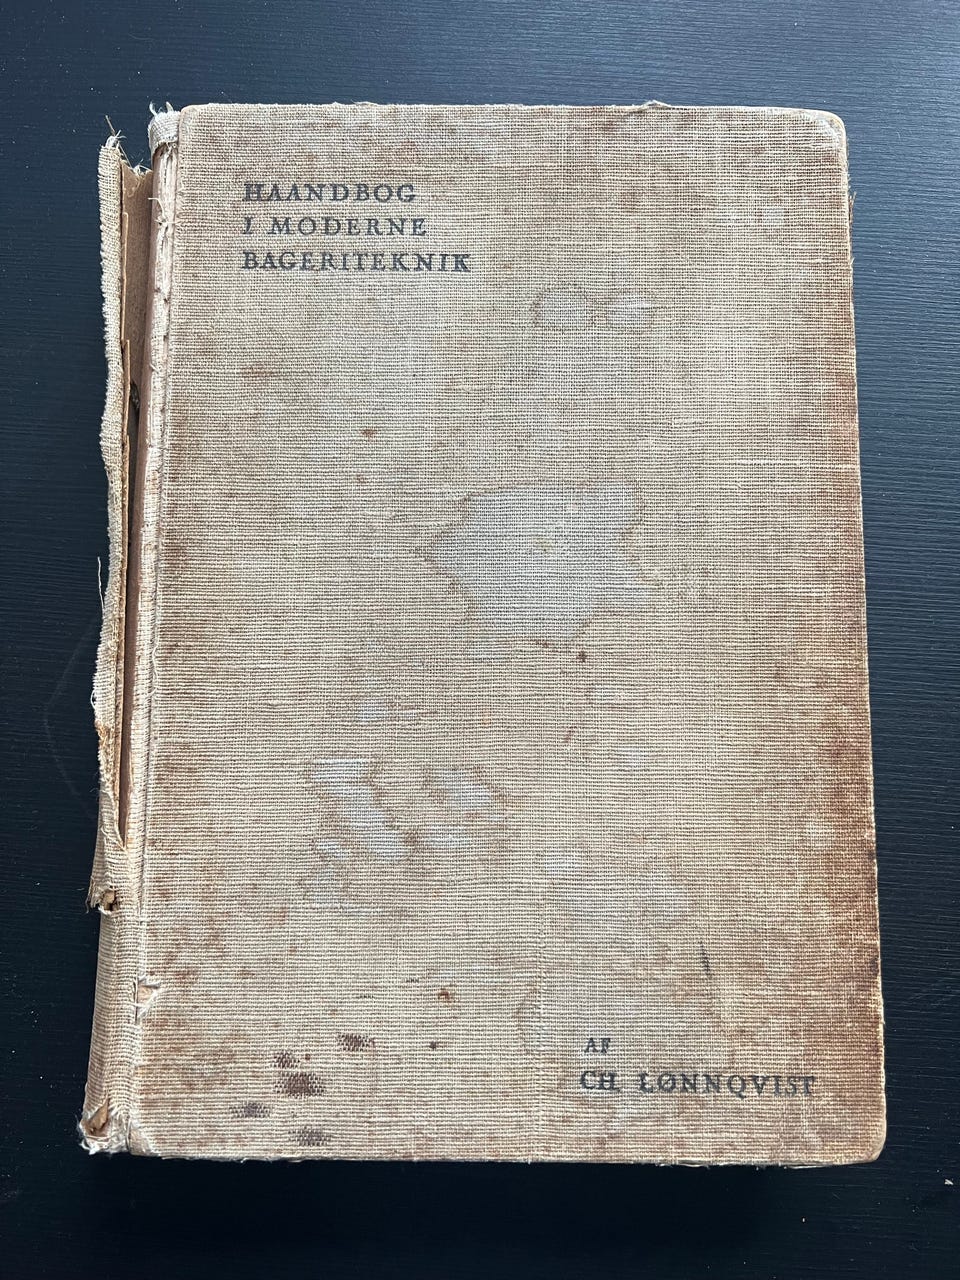 HAANDBOG
I MODERNE
BAGERITEKNIK
AF
CH. LØNNQVIST